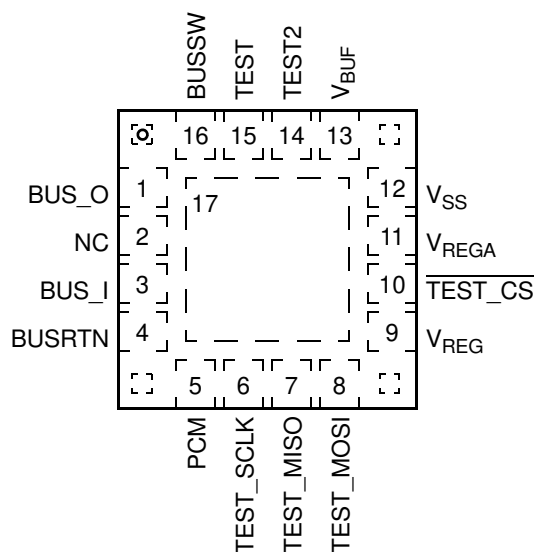 BUSSW
TEST
TEST2
VBUF
16
15
14
13
BUS_O
1
17
12
VSS
NC
2
11
VREGA
BUS_I
3
10
TEST_CS
BUSRTN
4
9
VREG
5
6
7
8
PCM
TEST_SCLK
TEST_MISO
TEST_MOSI